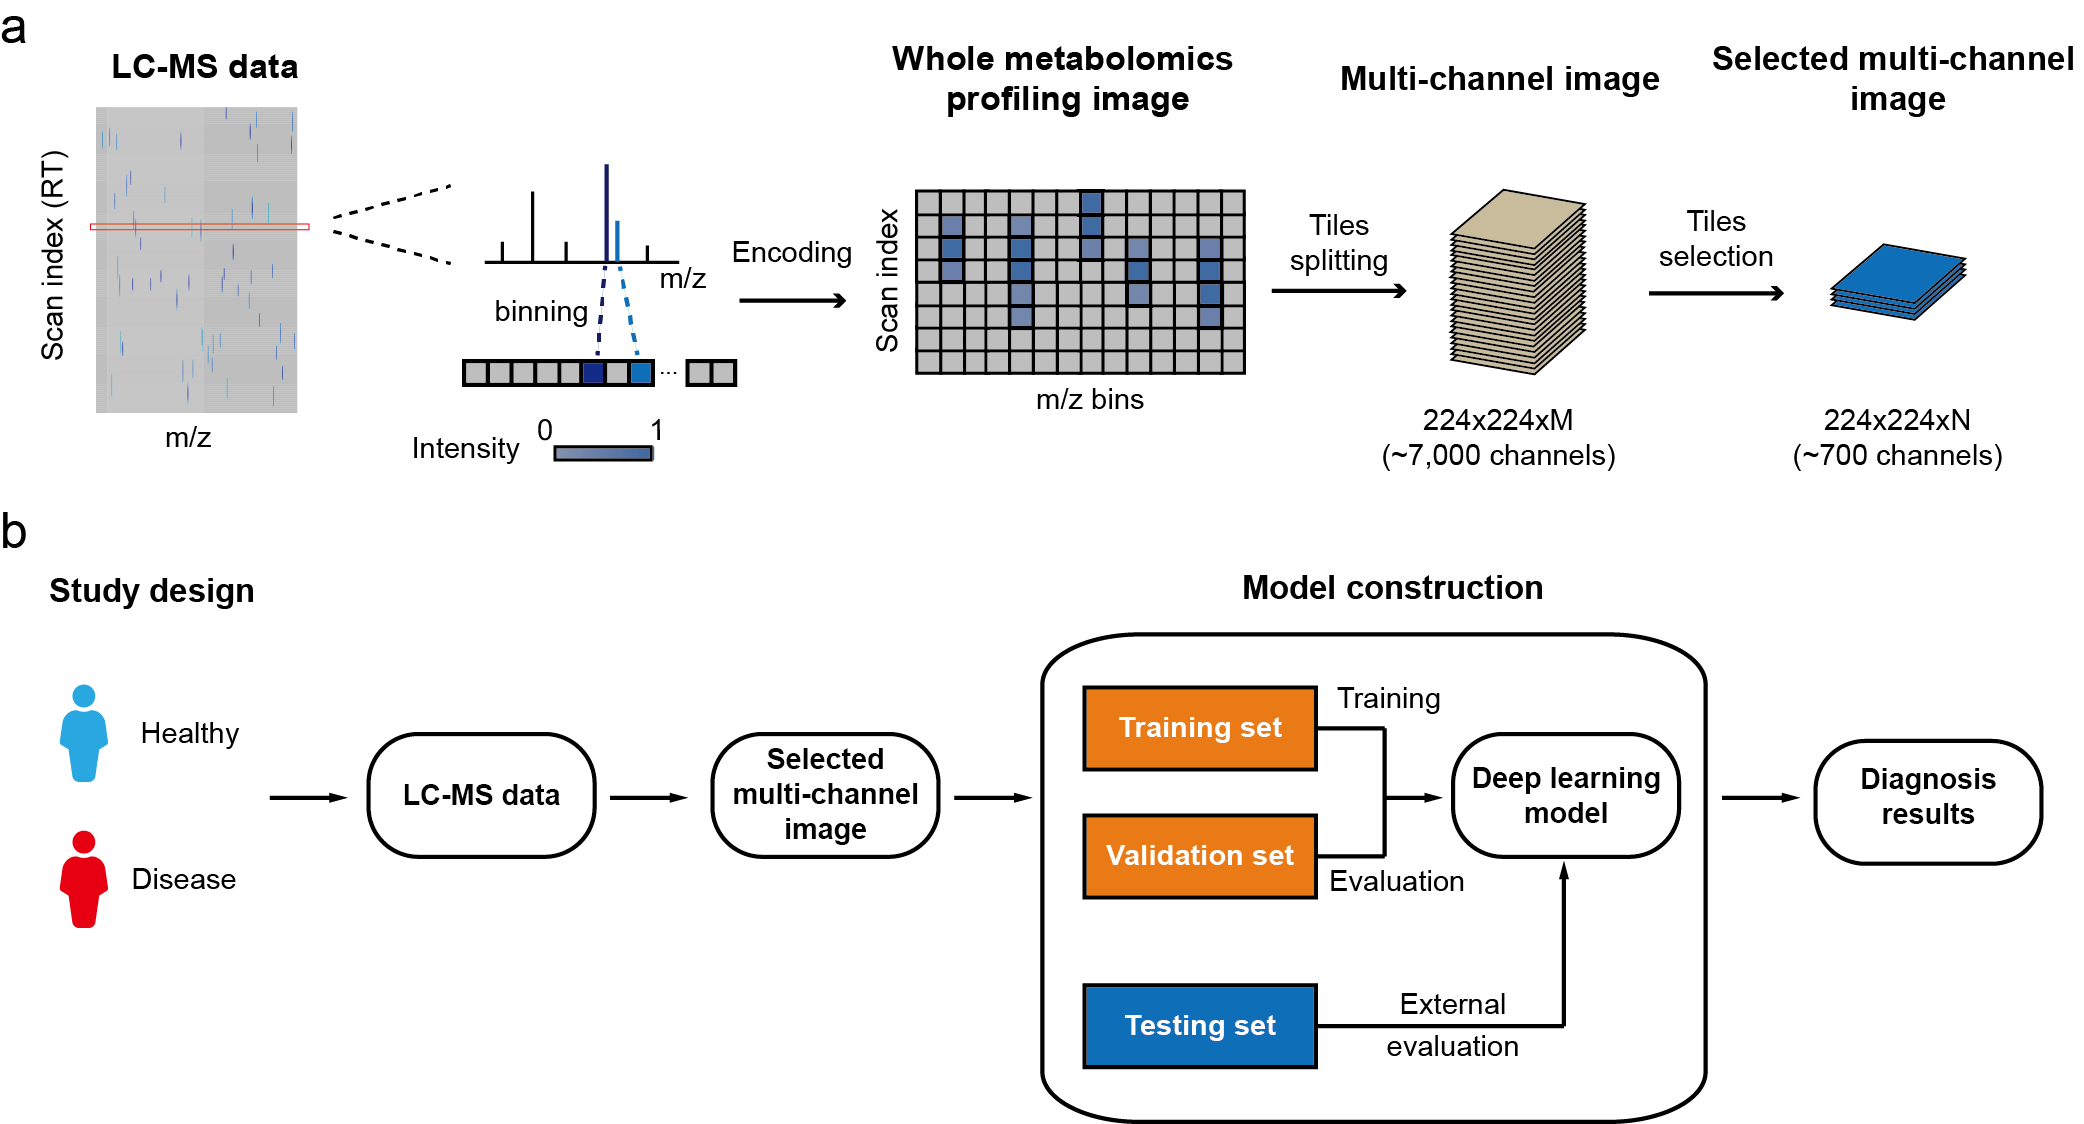 a
LC-MS data
Scan index (RT)
m/z
m/z
binning
...
Intensity
0
1
Encoding
Whole metabolomics
profiling image
Scan index
m/z bins
Tiles
splitting
Multi-channel image
224x224xM
(~7,000 channels)
Tiles
selection
Selected multi-channel
image
224x224xN
(~700 channels)
b
Study design
Healthy
Disease
LC-MS data
Selected
multi-channel
image
Model construction
Training set
Training
Validation set
Evaluation
Testing set
External
evaluation
Deep learning
model
Diagnosis
results